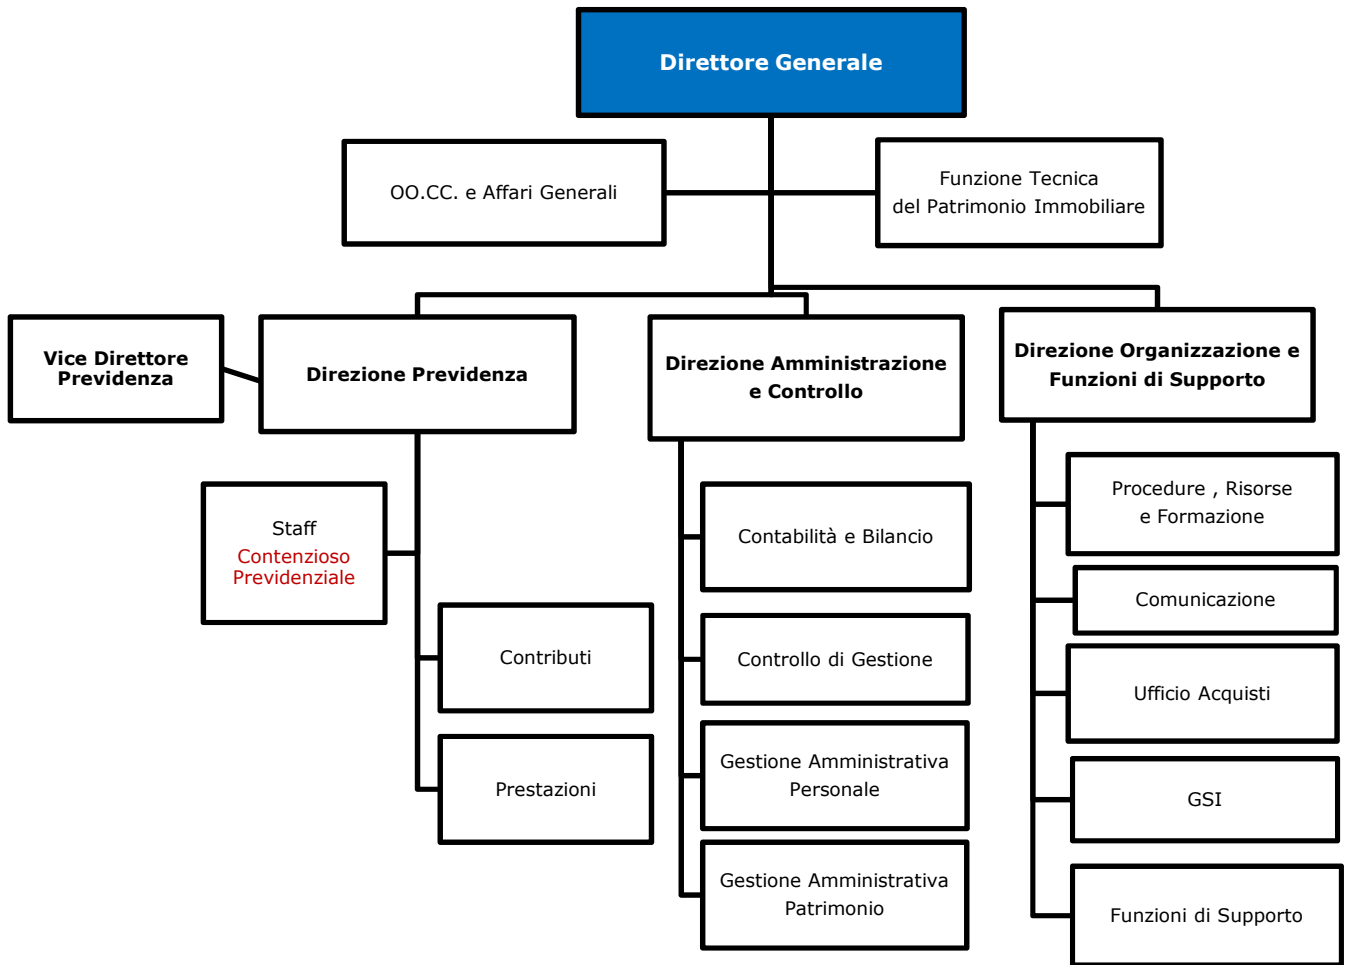 Direttore Generale
OO.CC. e Affari Generali
Funzione Tecnica
del Patrimonio Immobiliare
Vice Direttore
Previdenza
Direzione Previdenza
Direzione Amministrazione
e Controllo
Direzione Organizzazione e
Funzioni di Supporto
Staff
Contenzioso
Previdenziale
Contributi
Prestazioni
Contabilità e Bilancio
Controllo di Gestione
Gestione Amministrativa
Personale
Gestione Amministrativa
Patrimonio
Procedure , Risorse
e Formazione
Comunicazione
Ufficio Acquisti
GSI
Funzioni di Supporto